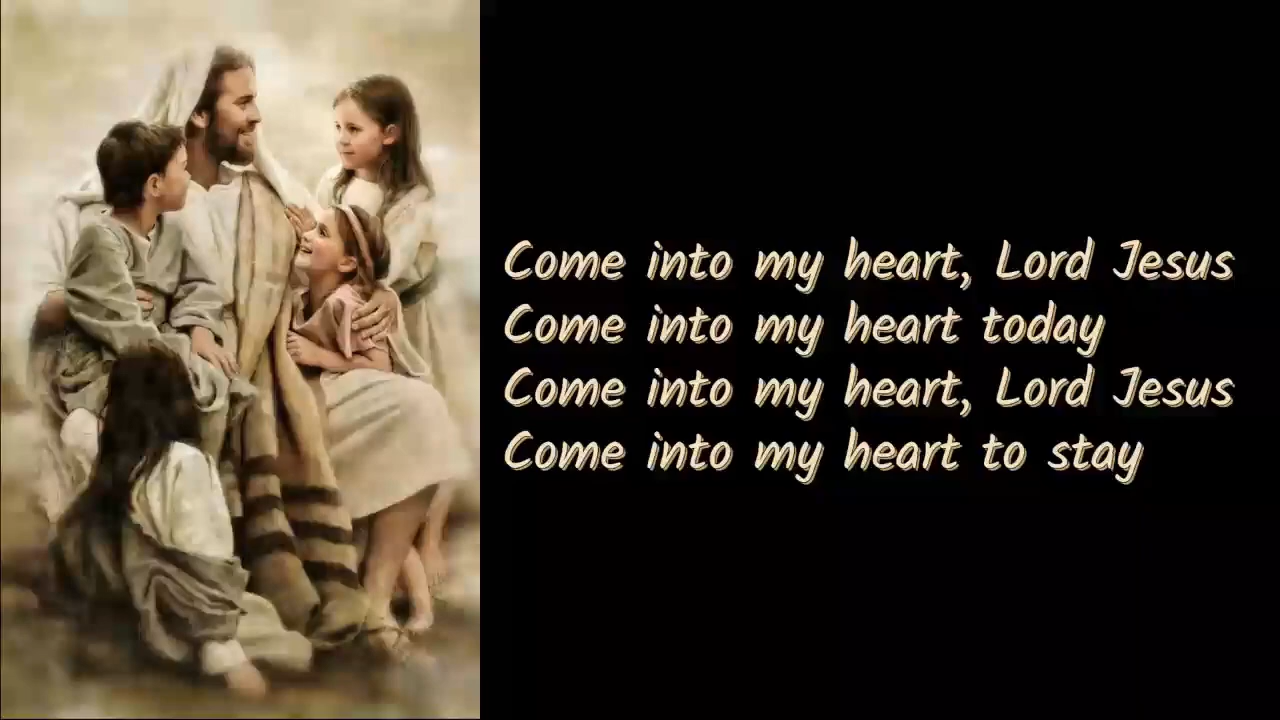 Come into my heart, Lord Jesus
Come into my heart today
Come into my heart, Lord Jesus
Come into my heart to stay